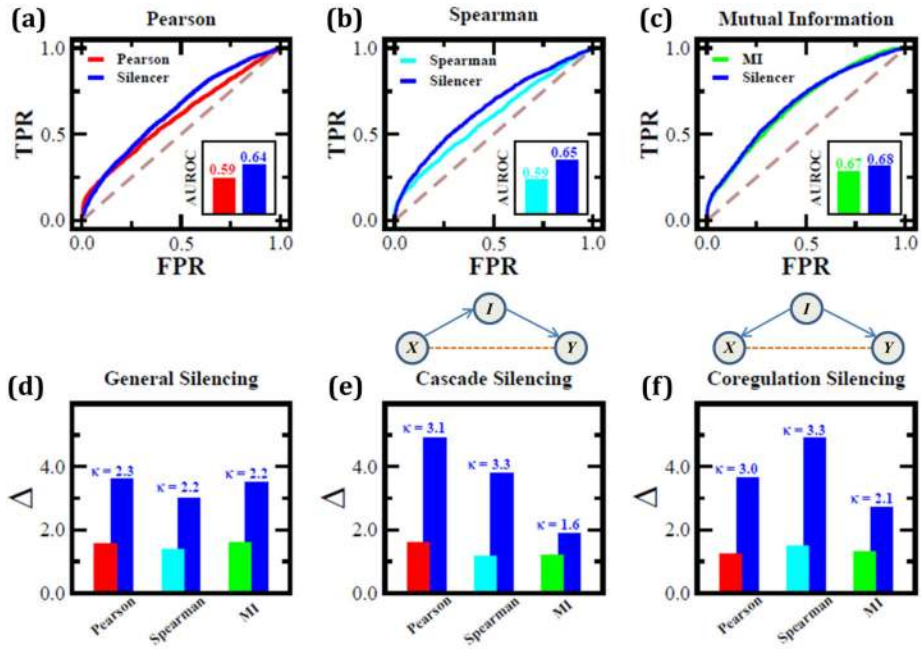 (a) Pearson
1.0
TPR
0.5
0.0
Pearson
Silencer
AUROC
0.59
0.64
0.0 0.5 1.0
FPR
(b) Spearman
1.0
TPR
0.5
0.0
Spearman
Silencer
AUROC
0.59
0.65
0.0 0.5 1.0
FPR
(c) Mutual Information
1.0
TPR
0.5
0.0
MI
Silencer
AUROC
0.67
0.68
0.0 0.5 1.0
FPR
X I Y
X I Y
(d) General Silencing
Δ
4.0
2.0
0.0
κ = 2.3
κ = 2.2
κ = 2.2
Pearson Spearman MI
(e) Cascade Silencing
Δ
4.0
2.0
0.0
κ = 3.1
κ = 3.3
κ = 1.6
Pearson Spearman MI
(f) Coregulation Silencing
Δ
4.0
2.0
0.0
κ = 3.0
κ = 3.3
κ = 2.1
Pearson Spearman MI